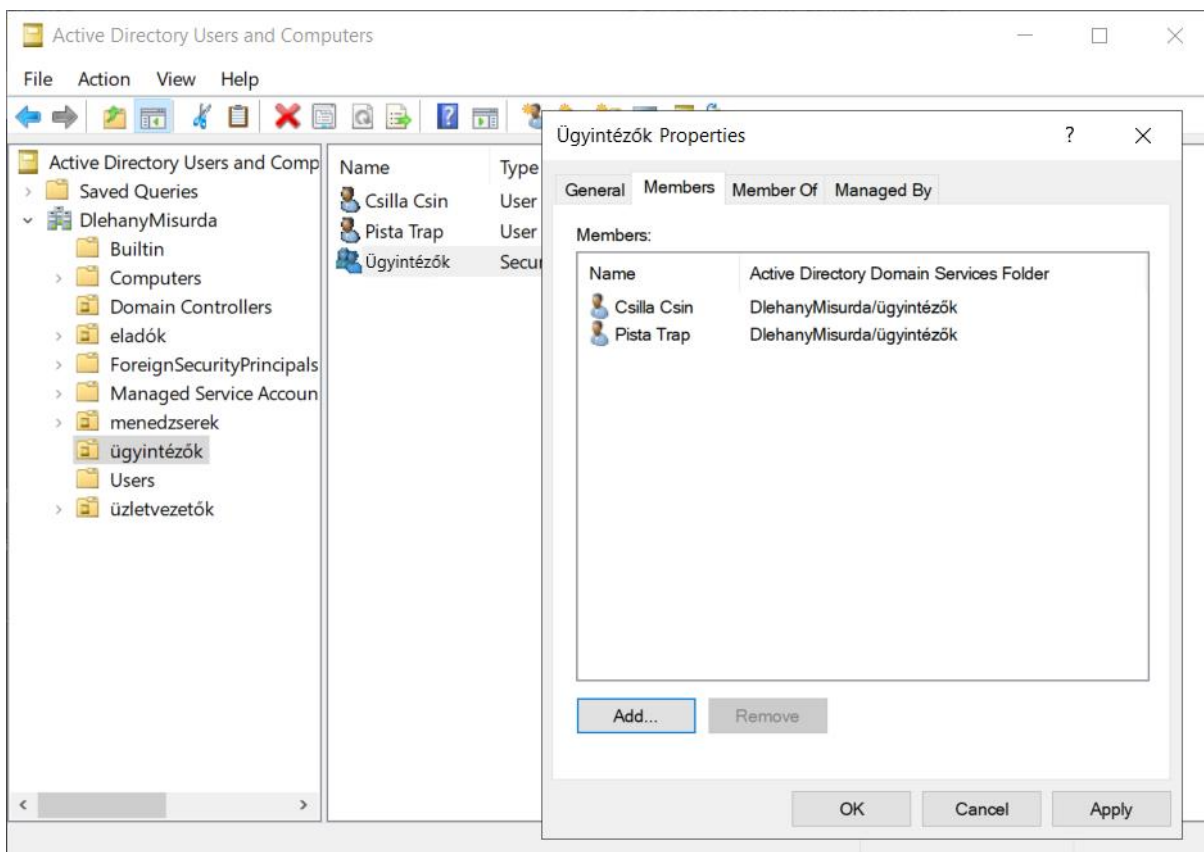 Active Directory Users and Computers
File Action View Help
Active Directory Users and Comp
Saved Queries
DlehanyMisurda
Builtin
Computers
Domain Controllers
eladók
ForeignSecurityPrincipals
Managed Service Accoun
menedzserek
ügyintézők
Users
üzletvezetők
Name Type
Csilla Csin User
Pista Trap User
Ügyintézők Secur
Ügyintézők Properties
General Members Member Of Managed By
Members:
Name Active Directory Domain Services Folder
Csilla Csin DlehanyMisurda/ügyintézők
Pista Trap DlehanyMisurda/ügyintézők
Add... Remove
OK Cancel Apply